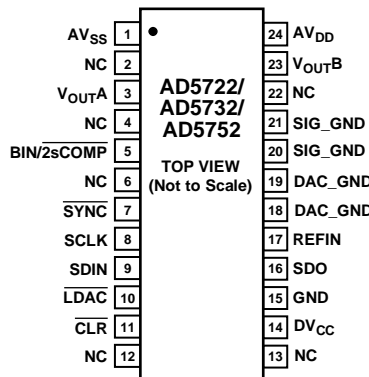 AVSS 1
NC 2
VOUTA 3
NC 4
BIN/2sCOMP 5
NC 6
SYNC 7
SCLK 8
SDIN 9
LDAC 10
CLR 11
NC 12
AD5722/
AD5732/
AD5752
TOP VIEW
(Not to Scale)
24 AVDD
23 VOUTB
22 NC
21 SIG_GND
20 SIG_GND
19 DAC_GND
18 DAC_GND
17 REFIN
16 SDO
15 GND
14 DVCC
13 NC